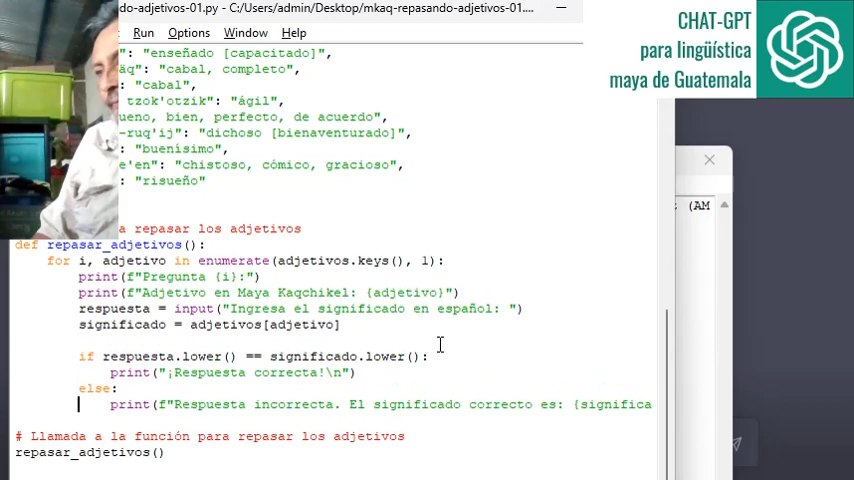 do-adjetivos-01.py - C:/Users/admin/Desktop/mkaq-repasando-adjetivos-01....
Run Options Window Help
CHAT-GPT
para lingüística
maya de Guatemala
": "enseñado [capacitado]",
äq": "cabal, completo",
: "cabal",
tzok'otzik": "ágil",
ueno, bien, perfecto, de acuerdo",
-ruq'ij": "dichoso [bienaventurado]",
"buenísimo",
e'en": "chistoso, cómico, gracioso",
: "risueño"
: (AM
a repasar los adjetivos
def repasar_adjetivos():
for i, adjetivo in enumerate(adjetivos.keys(), 1):
print(f"Pregunta {i}:")
print(f"Adjetivo en Maya Kaqchikel: {adjetivo}")
respuesta = input("Ingresa el significado en español: ")
significado = adjetivos[adjetivo]
if respuesta.lower() == significado.lower():
print("¡Respuesta correcta!\n")
else:
print(f"Respuesta incorrecta. El significado correcto es: {significa
# Llamada a la función para repasar los adjetivos
repasar_adjetivos()